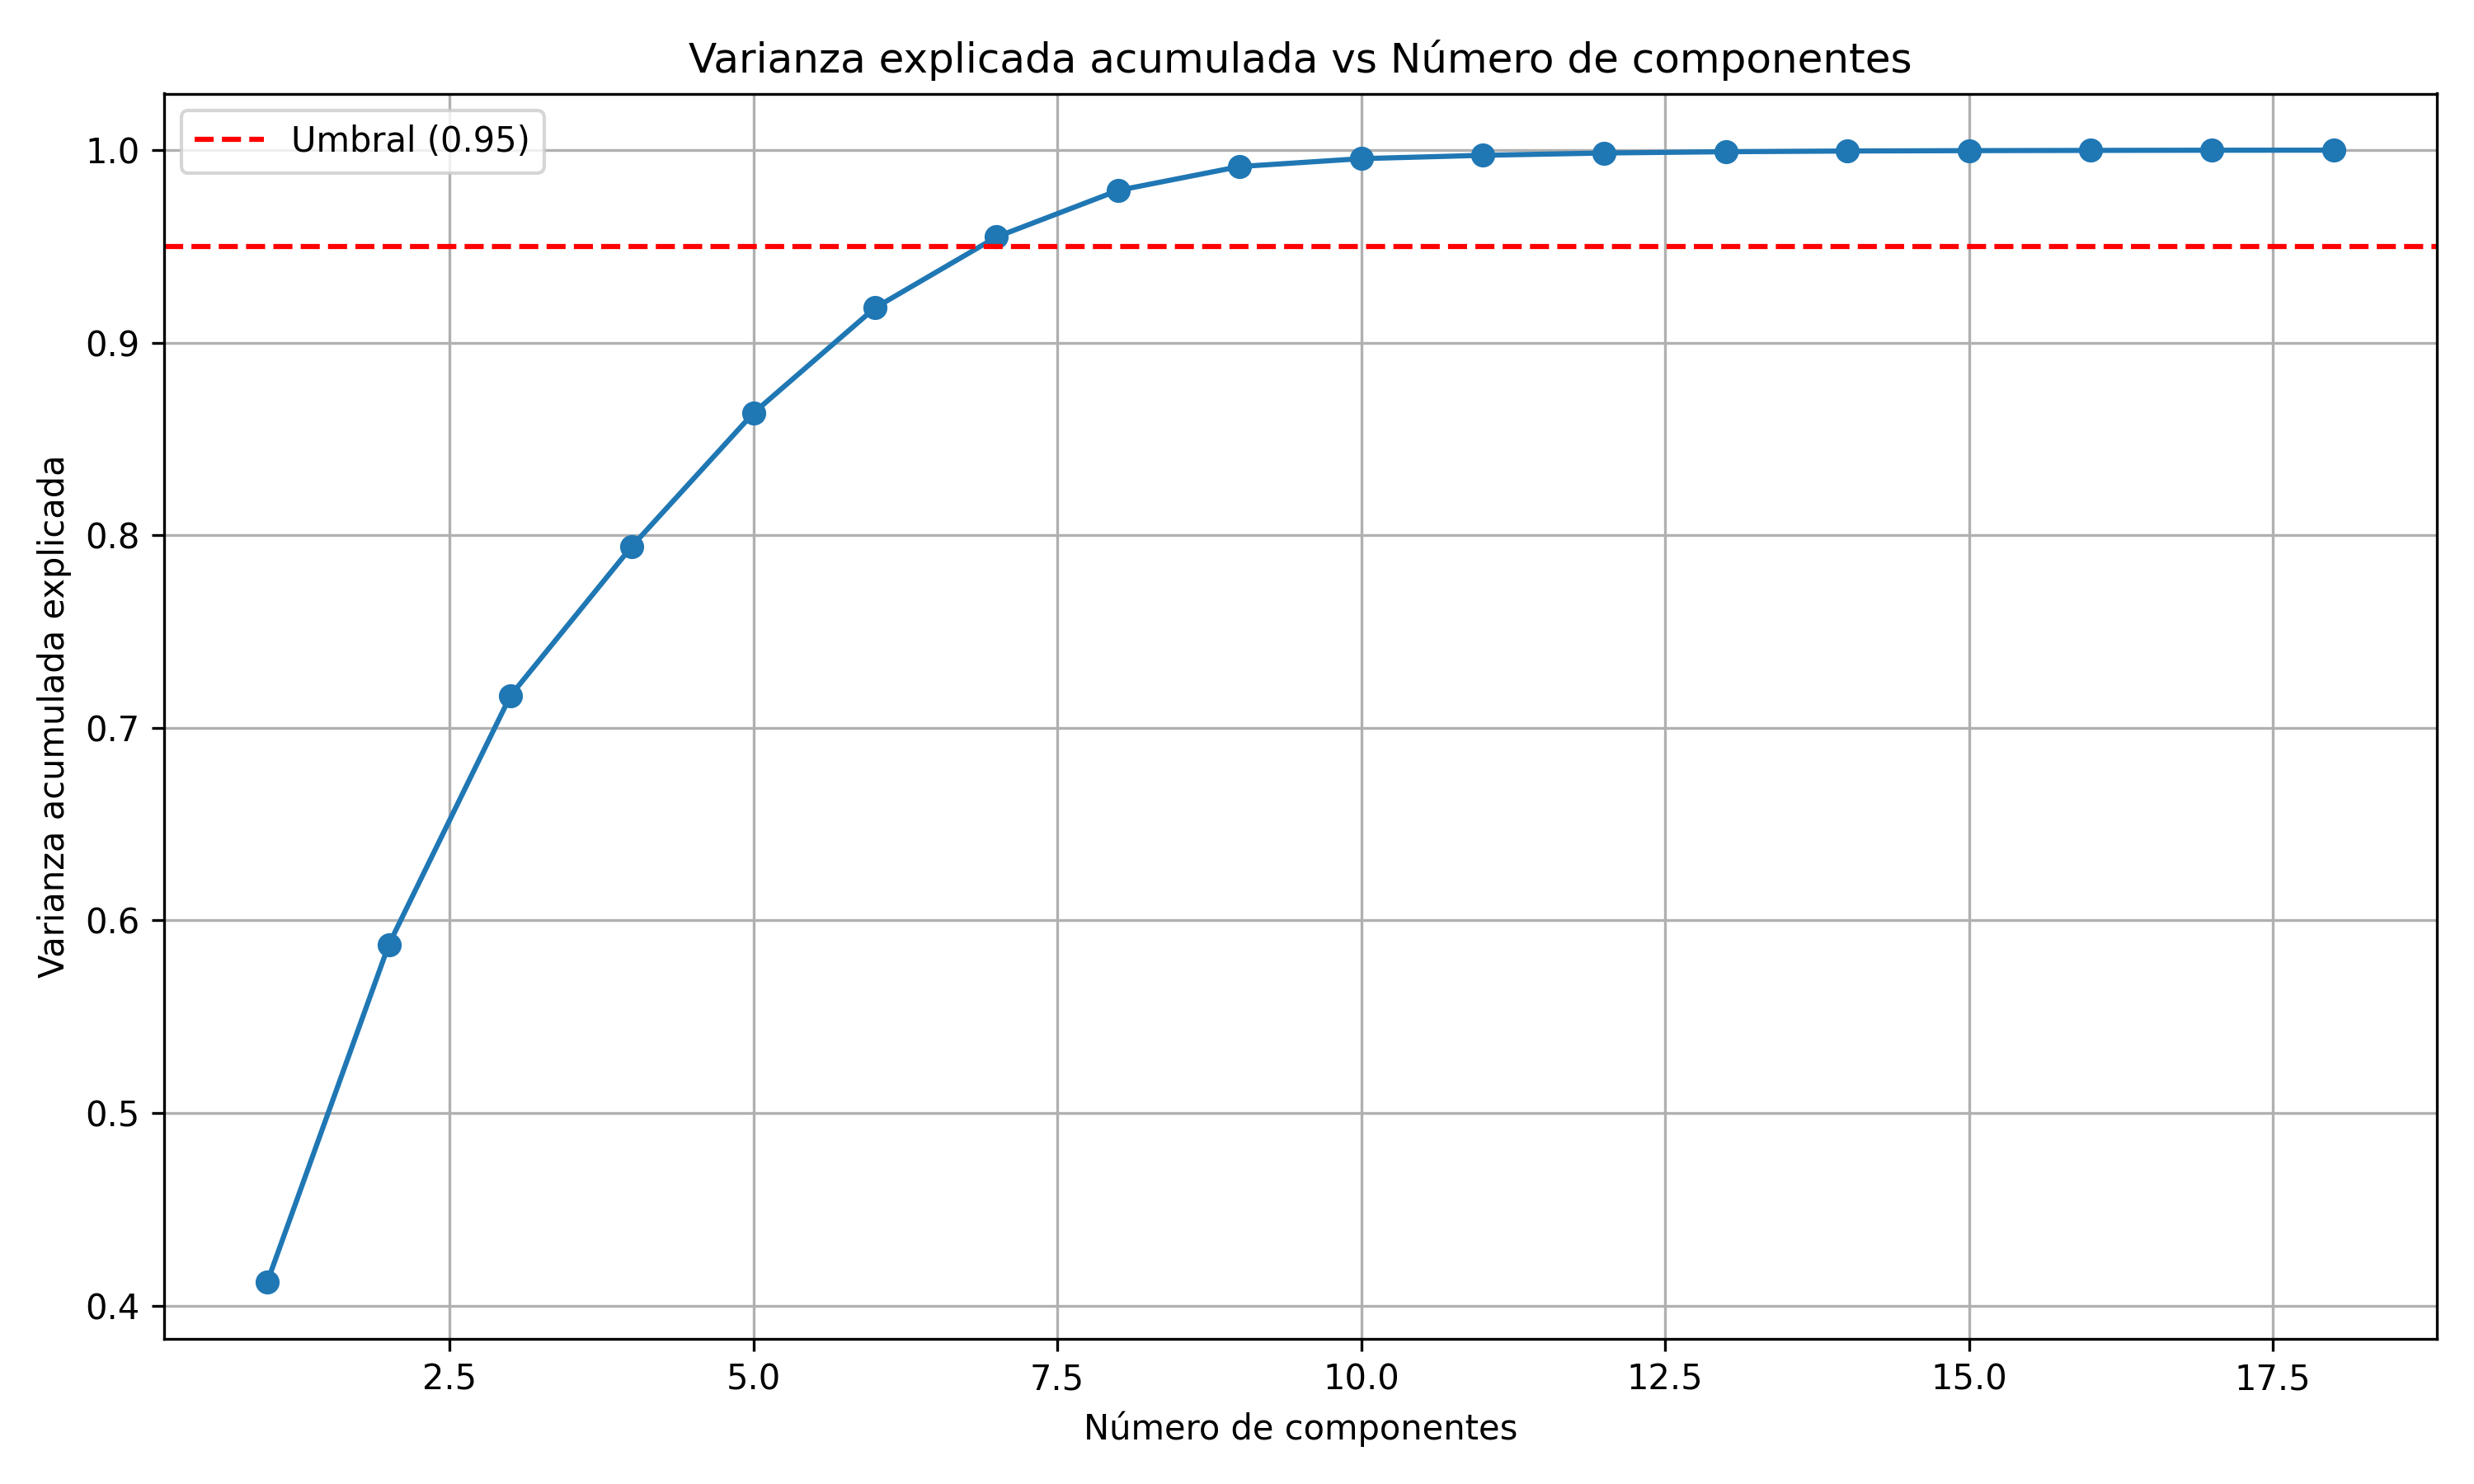 Varianza explicada acumulada vs Número de componentes
Umbral (0.95)
1.0
0.9
0.8
0.7
0.6
0.5
0.4
Varianza acumulada explicada
2.5 5.0 7.5 10.0 12.5 15.0 17.5
Número de componentes